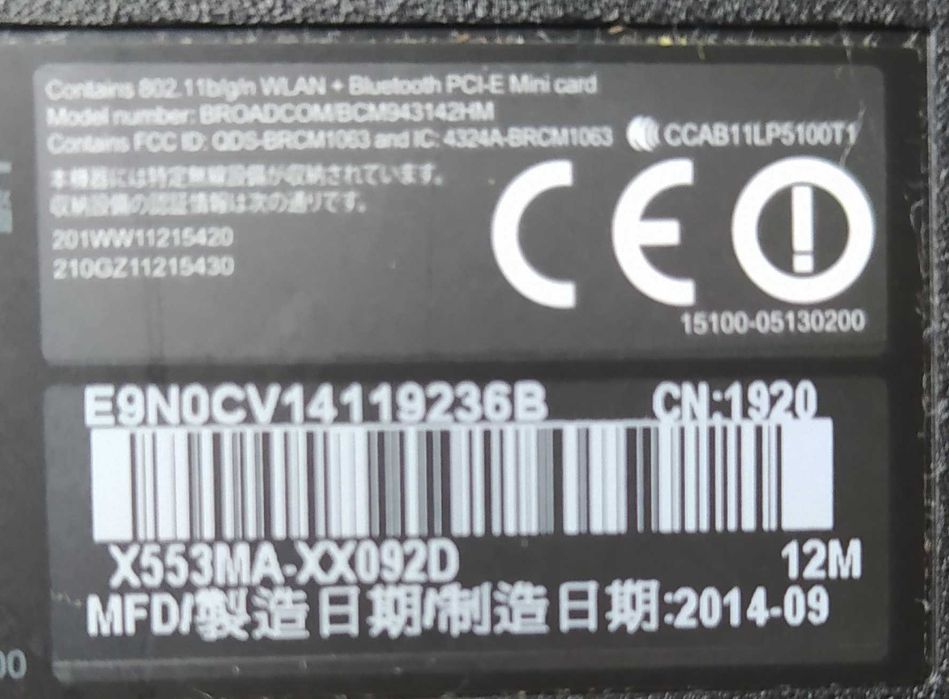 Contains 802.11b/g/n WLAN + Bluetooth PCI-E Mini card
Model number: BROADCOM/BCM943142HM
Contains FCC ID: QDS-BRCM1063 and IC: 4324A-BRCM1063 CCAB11LP5100T1
本機器には特定無線設備が収納されています。
収納設備の認証情報は次の通りです。
201WW11215420
210GZ11215430
CE
15100-05130200
E9N0CV14119236B CN:1920
X553MA-XX092D 12M
MFD/製造日期/制造日期:2014-09
00